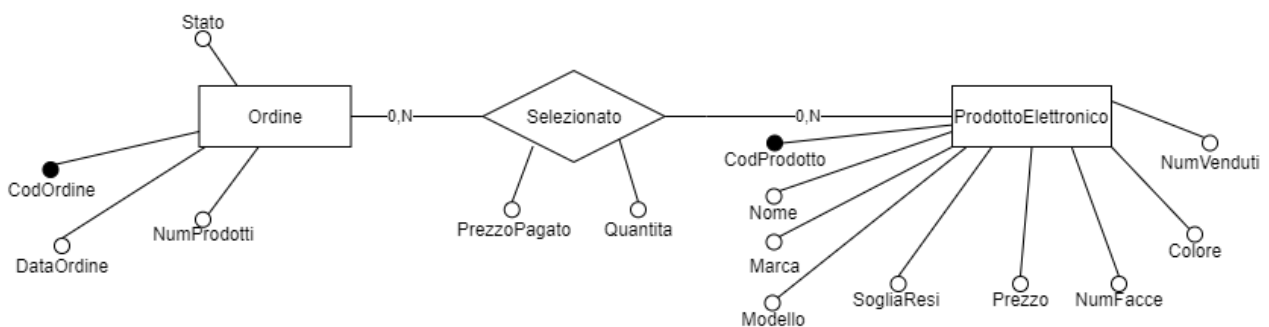 Stato
Ordine
0,N
Selezionato
0,N
ProdottoElettronico
CodOrdine
DataOrdine
NumProdotti
PrezzoPagato
Quantita
CodProdotto
Nome
Marca
Modello
SogliaResi
Prezzo
NumFacce
Colore
NumVenduti